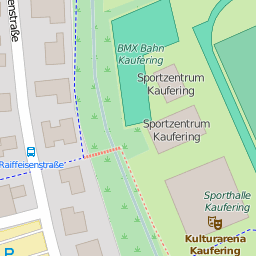 enstraße
BMX Bahn
Kaufering
Sportzentrum
Kaufering
Sportzentrum
Kaufering
Raiffeisenstraße
Sporthalle
Kaufering
Kulturarena
Kaufering
P